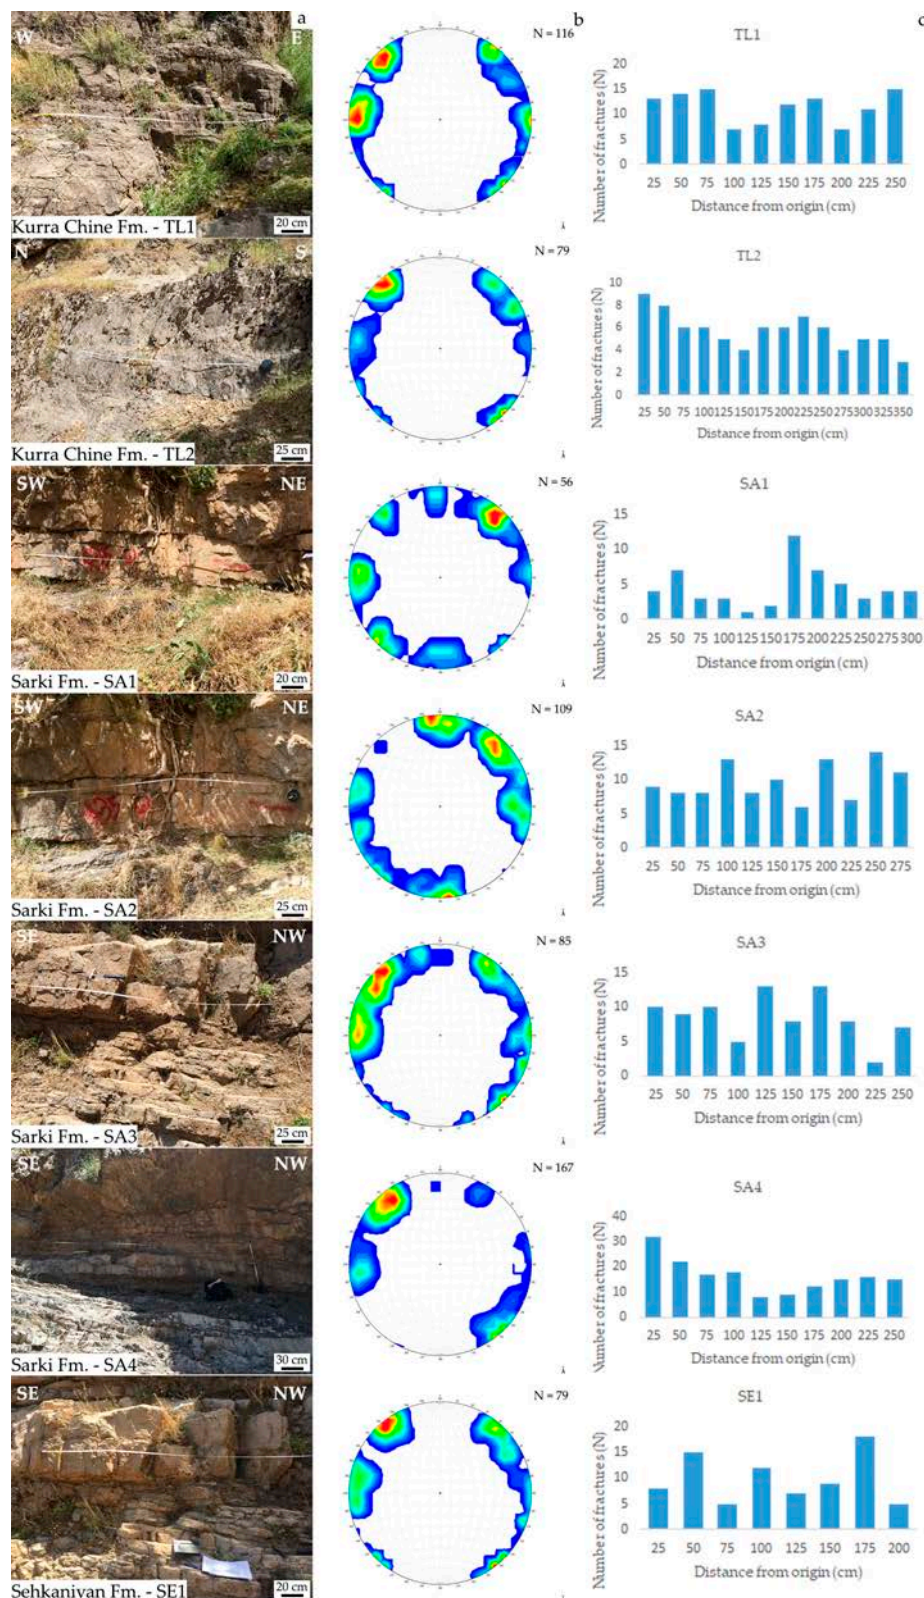 a
b
c
W
E
Kurra Chine Fm. - TL1
20 cm
N = 116
TL1
Number of fractures (N)
20
15
10
5
0
25 50 75 100 125 150 175 200 225 250
Distance from origin (cm)
N
S
Kurra Chine Fm. - TL2
25 cm
N = 79
TL2
Number of fractures (N)
10
8
6
4
2
0
25 50 75 100125150175200225250275300325350
Distance from origin (cm)
SW
NE
Sarki Fm. - SA1
20 cm
N = 56
SA1
Number of fractures (N)
15
10
5
0
25 50 75 100 125 150 175 200 225 250 275 300
Distance from origin (cm)
SW
NE
Sarki Fm. - SA2
25 cm
N = 109
SA2
Number of fractures (N)
15
10
5
0
25 50 75 100 125 150 175 200 225 250 275
Distance from origin (cm)
SE
NW
Sarki Fm. - SA3
25 cm
N = 85
SA3
Number of fractures (N)
15
10
5
0
25 50 75 100 125 150 175 200 225 250
Distance from origin (cm)
SE
NW
Sarki Fm. - SA4
30 cm
N = 167
SA4
Number of fractures (N)
40
30
20
10
0
25 50 75 100 125 150 175 200 225 250
Distance from origin (cm)
SE
NW
Sehkaniyan Fm. - SE1
20 cm
N = 79
SE1
Number of fractures (N)
20
15
10
5
0
25 50 75 100 125 150 175 200
Distance from origin (cm)